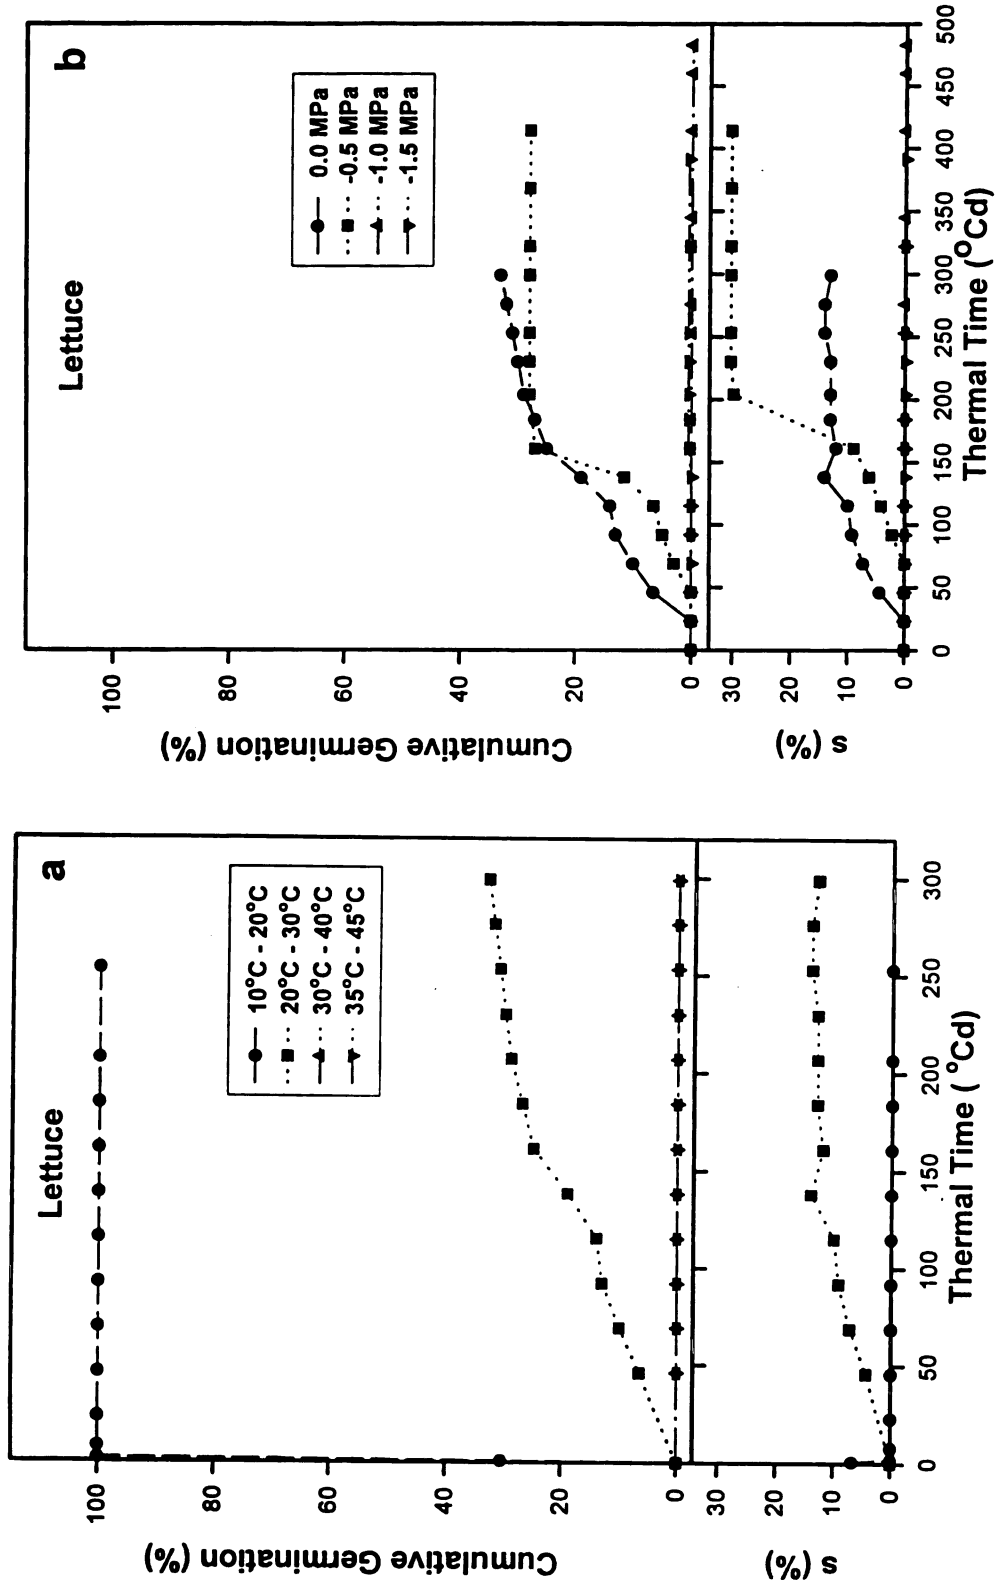 Lettuce
a
10°C - 20°C
20°C - 30°C
30°C - 40°C
35°C - 45°C
Cumulative Germination (%)
100
80
60
40
20
0
s (%)
30
20
10
0
0
50
100
150
200
250
300
Thermal Time ( °Cd)
Lettuce
b
0.0 MPa
-0.5 MPa
-1.0 MPa
-1.5 MPa
Cumulative Germination (%)
100
80
60
40
20
0
s (%)
30
20
10
0
0
50
100
150
200
250
300
350
400
450
500
Thermal Time (°Cd)